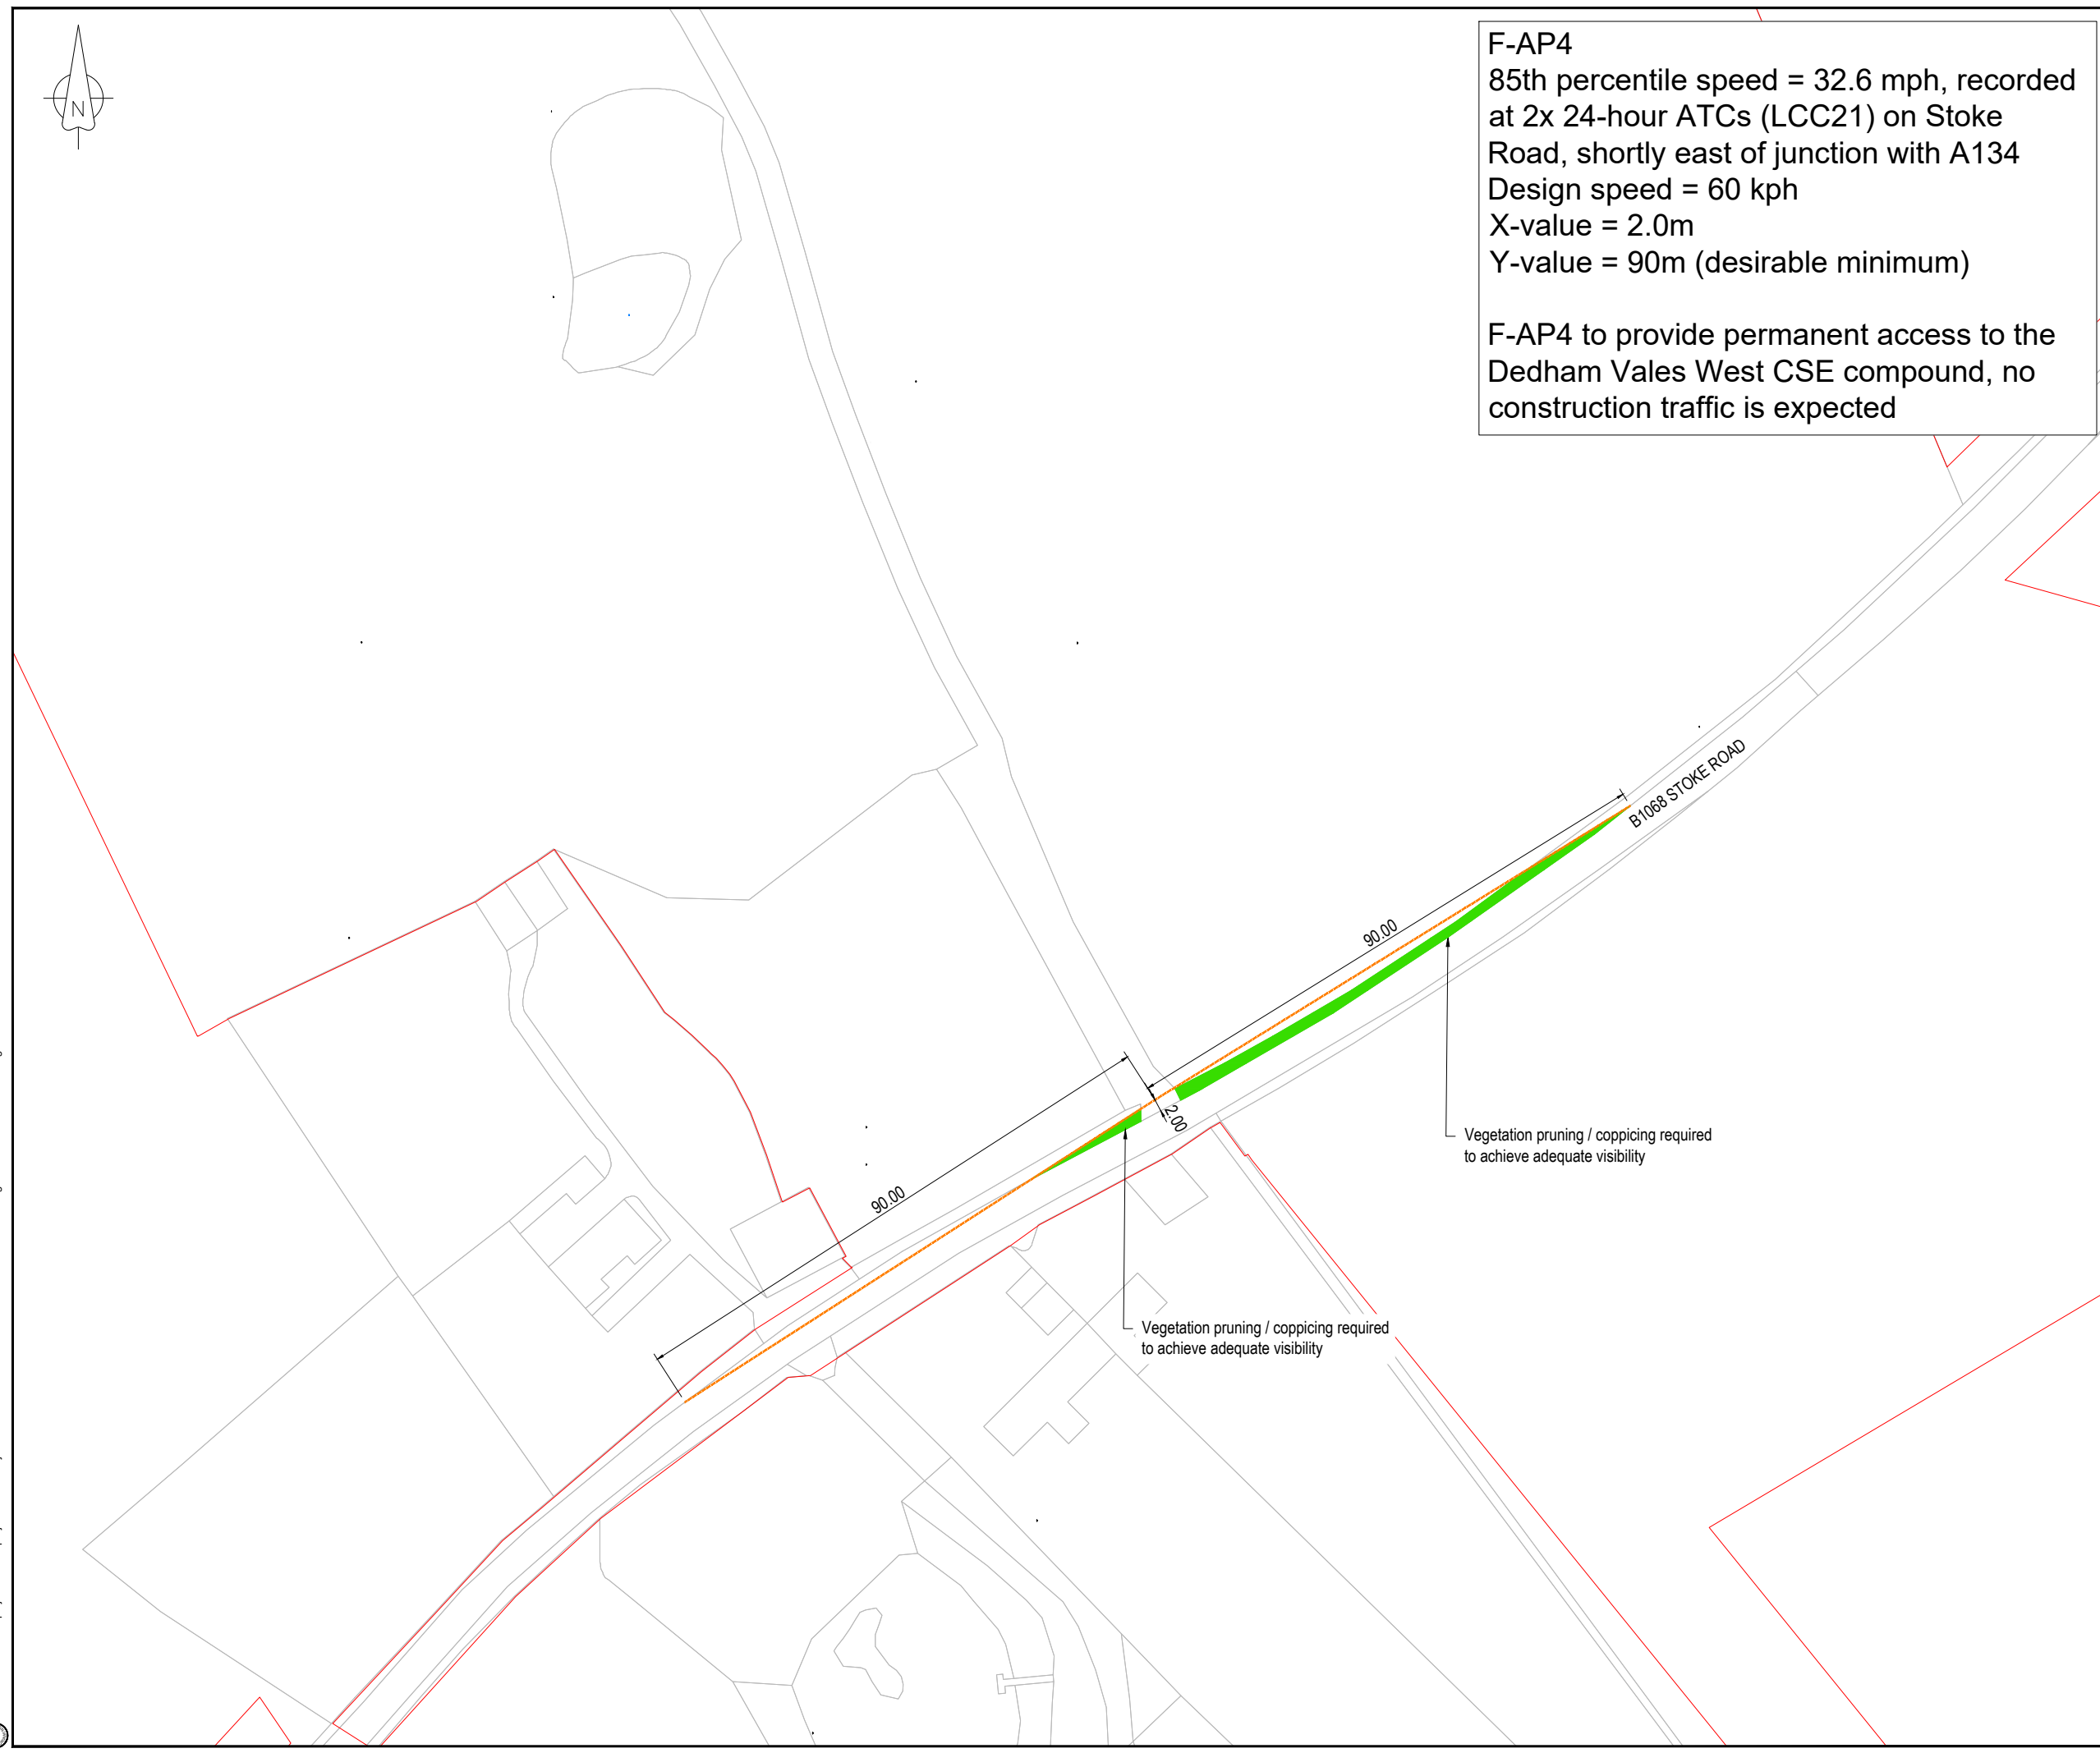 N
F-AP4
85th percentile speed = 32.6 mph, recorded
at 2x 24-hour ATCs (LCC21) on Stoke
Road, shortly east of junction with A134
Design speed = 60 kph
X-value = 2.0m
Y-value = 90m (desirable minimum)
F-AP4 to provide permanent access to the
Dedham Vales West CSE compound, no
construction traffic is expected
B1068 STOKE ROAD
90.00
2.00
Vegetation pruning / coppicing required
to achieve adequate visibility
90.00
Vegetation pruning / coppicing required
to achieve adequate visibility